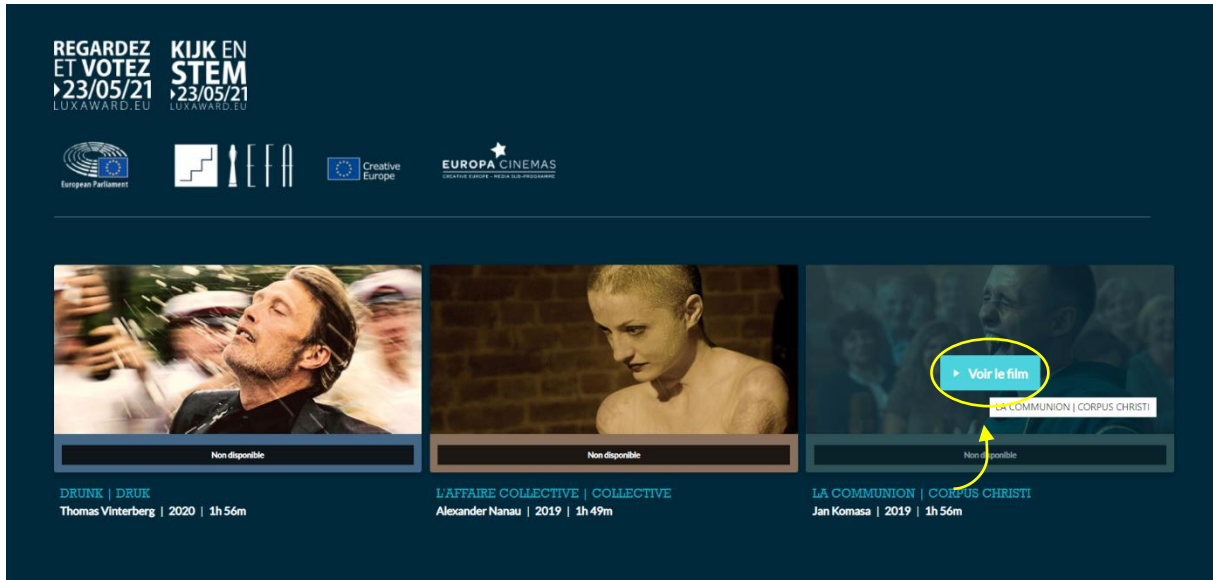 REGARDEZ
ET VOTEZ
▸23/05/21
LUXAWARD.EU
KIJK EN
STEM
▸23/05/21
LUXAWARD.EU
European Parliament
EFA
Creative
Europe
EUROPA CINEMAS
CREATIVE EUROPE - MEDIA SUB-PROGRAMME
Voir le film
LA COMMUNION | CORPUS CHRISTI
Non disponible
Non disponible
Non disponible
DRUNK | DRUK
Thomas Vinterberg | 2020 | 1h 56m
L'AFFAIRE COLLECTIVE | COLLECTIVE
Alexander Nanau | 2019 | 1h 49m
LA COMMUNION | CORPUS CHRISTI
Jan Komasa | 2019 | 1h 56m